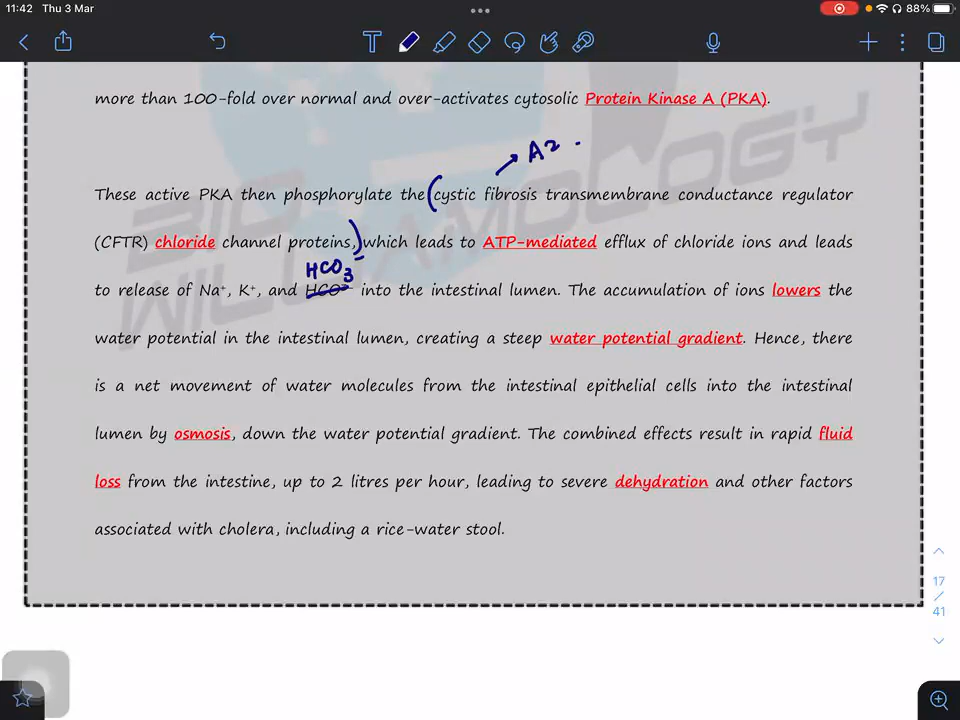 11:42 Thu 3 Mar
88%
more than 100-fold over normal and over-activates cytosolic Protein Kinase A (PKA).
A2
These active PKA then phosphorylate the (cystic fibrosis transmembrane conductance regulator
(CFTR) chloride channel proteins,) which leads to ATP-mediated efflux of chloride ions and leads
HCO₃⁻
to release of Na⁺, K⁺, and HCO³⁻ into the intestinal lumen. The accumulation of ions lowers the
water potential in the intestinal lumen, creating a steep water potential gradient. Hence, there
is a net movement of water molecules from the intestinal epithelial cells into the intestinal
lumen by osmosis, down the water potential gradient. The combined effects result in rapid fluid
loss from the intestine, up to 2 litres per hour, leading to severe dehydration and other factors
associated with cholera, including a rice-water stool.
BIO
WILLIAMOLOGY
17
/
41